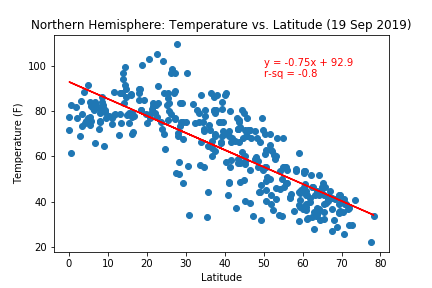 Northern Hemisphere: Temperature vs. Latitude (19 Sep 2019)
y = -0.75x + 92.9
r-sq = -0.8
Temperature (F)
100
80
60
40
20
0 10 20 30 40 50 60 70 80
Latitude